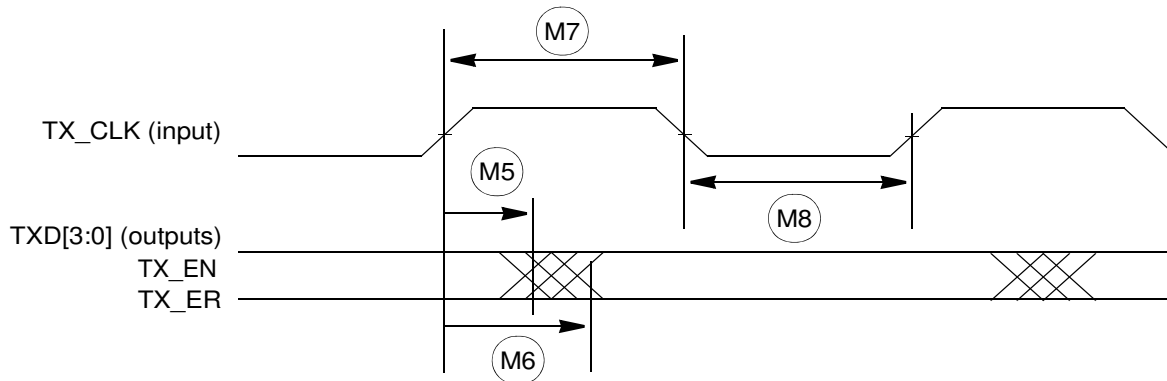 M7
TX_CLK (input)
M5
M8
TXD[3:0] (outputs)
TX_EN
TX_ER
M6